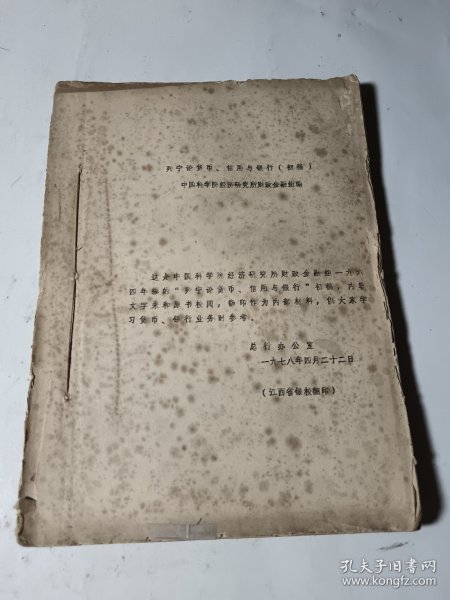 列宁论货币、信用与银行(初稿)
中国科学院经济研究所财政金融组编
这是中国科学院经济研究所财政金融组一九六
四年编的“列宁论货币、信用与银行”初稿,内容
文字未和原书校阅,翻印作为内部材料,供大家学
习货币、银行业务时参考。
总行办公室
一九七八年四月二十二日
(江西省银校翻印)
孔夫子旧书网
www.kongfz.com